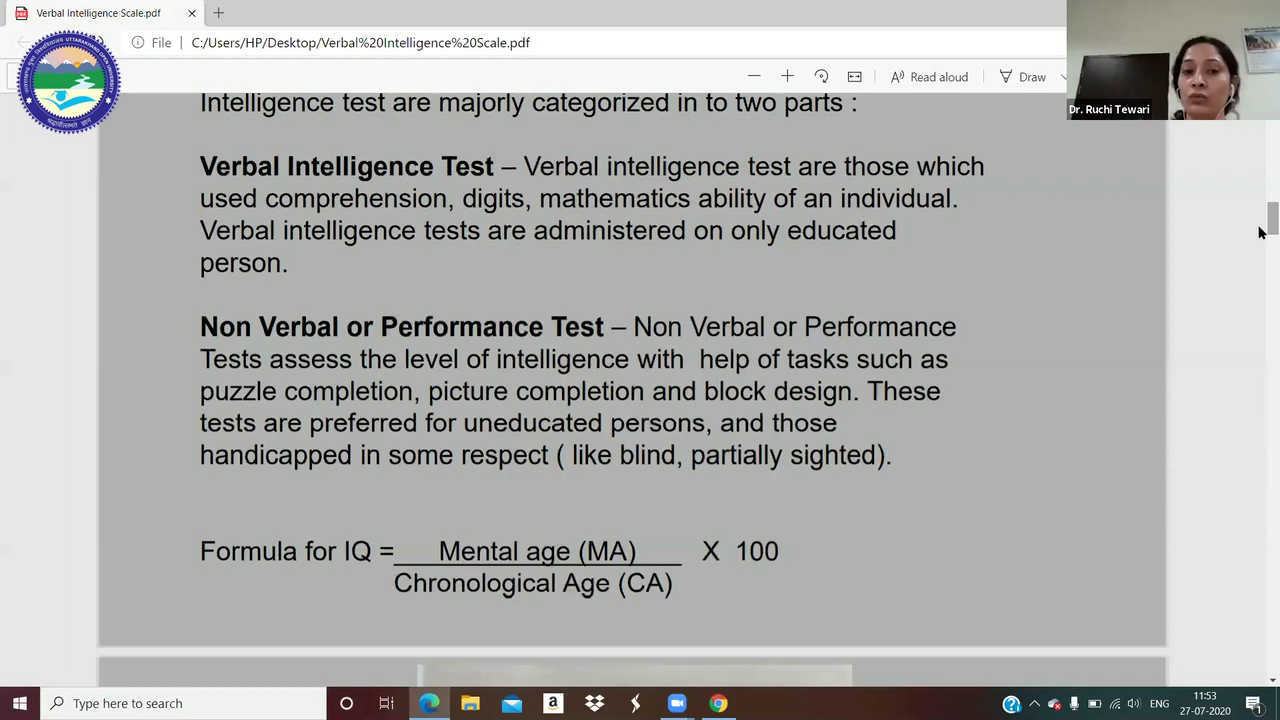 Verbal Intelligence Scale.pdf
File
C:/Users/HP/Desktop/Verbal%20Intelligence%20Scale.pdf
Read aloud
Draw
Dr. Ruchi Tewari
Intelligence test are majorly categorized in to two parts :
Verbal Intelligence Test – Verbal intelligence test are those which
used comprehension, digits, mathematics ability of an individual.
Verbal intelligence tests are administered on only educated
person.
Non Verbal or Performance Test – Non Verbal or Performance
Tests assess the level of intelligence with help of tasks such as
puzzle completion, picture completion and block design. These
tests are preferred for uneducated persons, and those
handicapped in some respect ( like blind, partially sighted).
Formula for IQ = Mental age (MA) X 100
Chronological Age (CA)
Type here to search
ENG
11:53
27-07-2020